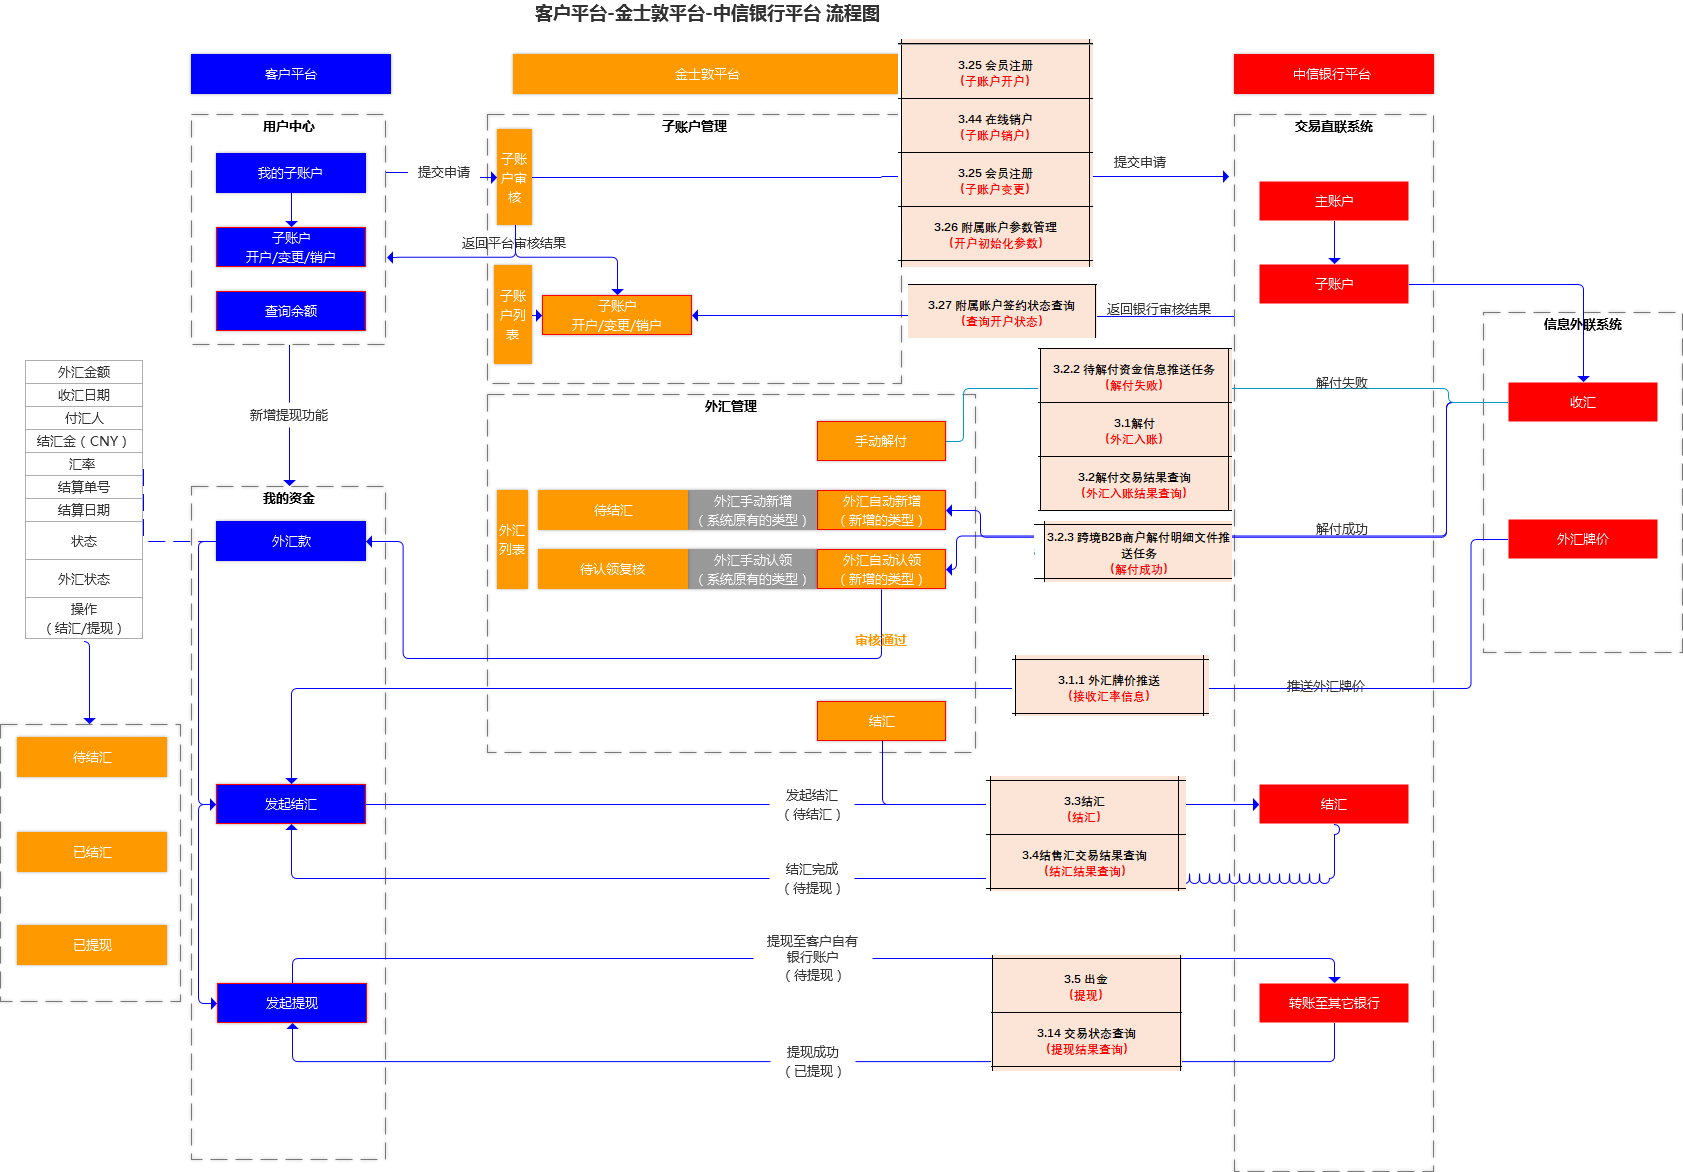 客户平台-金士敦平台-中信银行平台 流程图
客户平台
金士敦平台
中信银行平台
3.25 会员注册
(子账户开户)
3.44 在线销户
(子账户销户)
3.25 会员注册
(子账户变更)
3.26 附属账户参数管理
(开户初始化参数)
用户中心
我的子账户
子账户
开户/变更/销户
查询余额
提交申请
子账户管理
子账
户审
核
返回平台审核结果
子账
户列
表
子账户
开户/变更/销户
3.27 附属账户签约状态查询
(查询开户状态)
提交申请
返回银行审核结果
交易直联系统
主账户
子账户
信息外联系统
收汇
外汇牌价
外汇金额
收汇日期
付汇人
结汇金（CNY）
汇率
结算单号
结算日期
状态
外汇状态
操作
（结汇/提现）
新增提现功能
我的资金
外汇款
外汇管理
手动解付
外汇
列表
待结汇
外汇手动新增
（系统原有的类型）
外汇自动新增
（新增的类型）
待认领复核
外汇手动认领
（系统原有的类型）
外汇自动认领
（新增的类型）
审核通过
3.2.2 待解付资金信息推送任务
(解付失败)
3.1解付
(外汇入账)
3.2解付交易结果查询
(外汇入账结果查询)
3.2.3 跨境B2B商户解付明细文件推
送任务
(解付成功)
解付失败
解付成功
3.1.1 外汇牌价推送
(接收汇率信息)
推送外汇牌价
结汇
待结汇
已结汇
已提现
发起结汇
发起结汇
（待结汇）
3.3结汇
(结汇)
3.4结售汇交易结果查询
(结汇结果查询)
结汇
结汇完成
（待提现）
提现至客户自有
银行账户
（待提现）
发起提现
3.5 出金
(提现)
3.14 交易状态查询
(提现结果查询)
转账至其它银行
提现成功
（已提现）